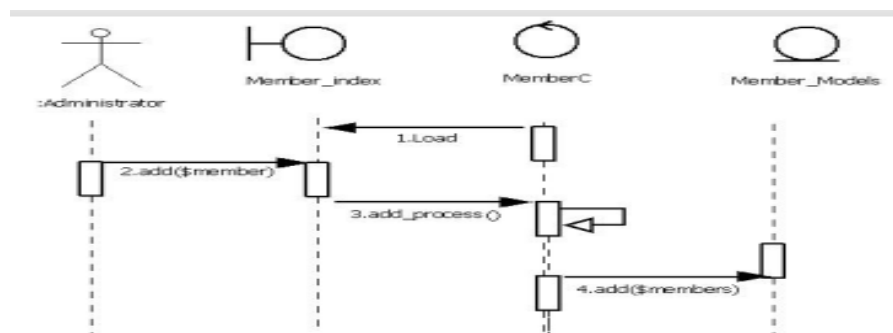 :Administrator
Member_index
MemberC
Member_Models
1.Load
2.add($member)
3.add_process()
4.add($members)